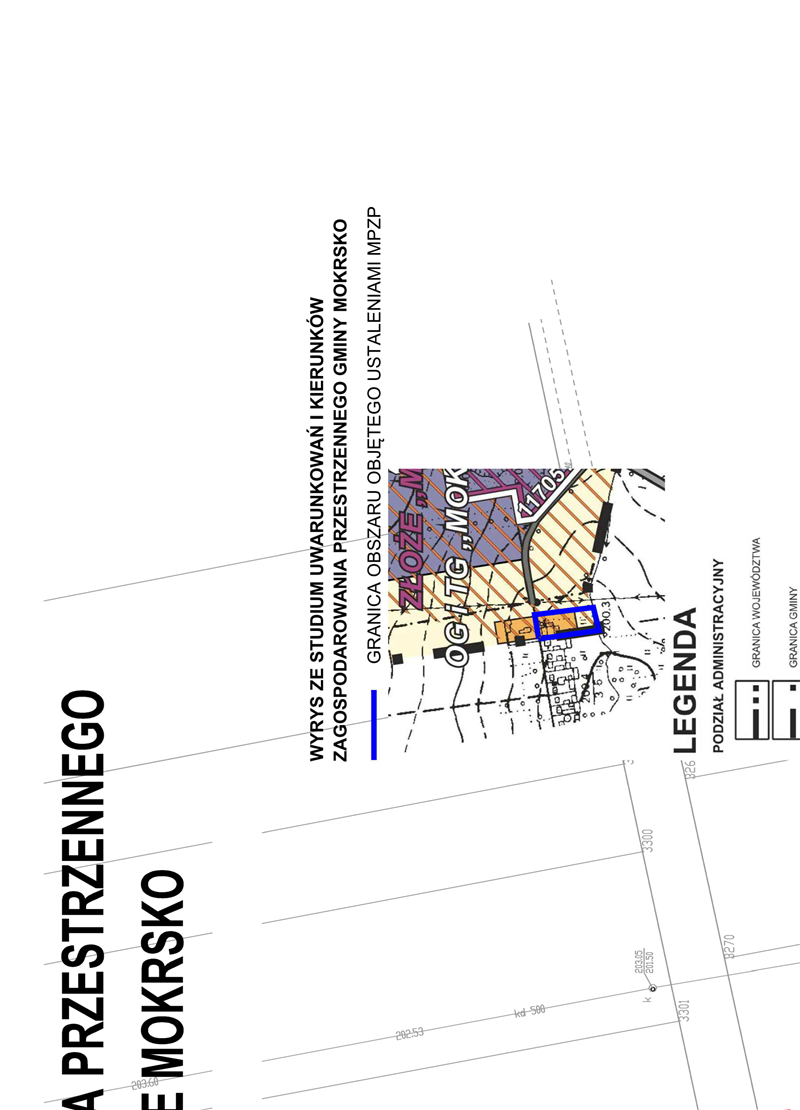 A PRZESTRZENNEGO
E MOKRSKO
WYRYS ZE STUDIUM UWARUNKOWAŃ I KIERUNKÓW
ZAGOSPODAROWANIA PRZESTRZENNEGO GMINY MOKRSKO
GRANICA OBSZARU OBJĘTEGO USTALENIAMI MPZP
ZŁOŻE „M
OG I TG „MOK
11705
200.3
LEGENDA
PODZIAŁ ADMINISTRACYJNY
GRANICA WOJEWÓDZTWA
GRANICA GMINY
203.60
202.53
kd 500
k
203.05
201.50
3300
326
3270
3301